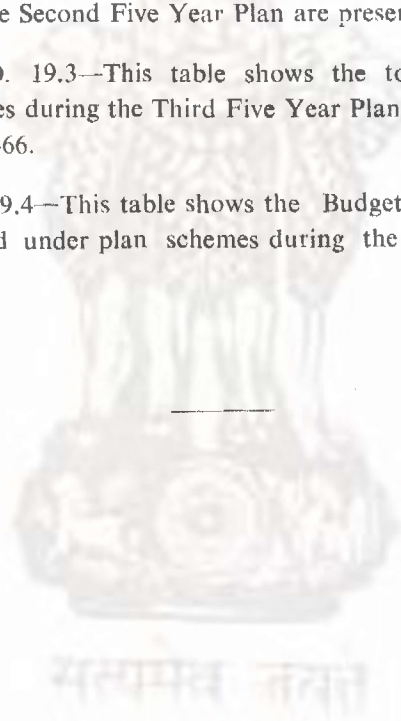 e Second Five Year Plan are presen
). 19.3—This table shows the to
es during the Third Five Year Plan
-66.
9.4—This table shows the Budget
d under plan schemes during the
सत्यमेव जयते